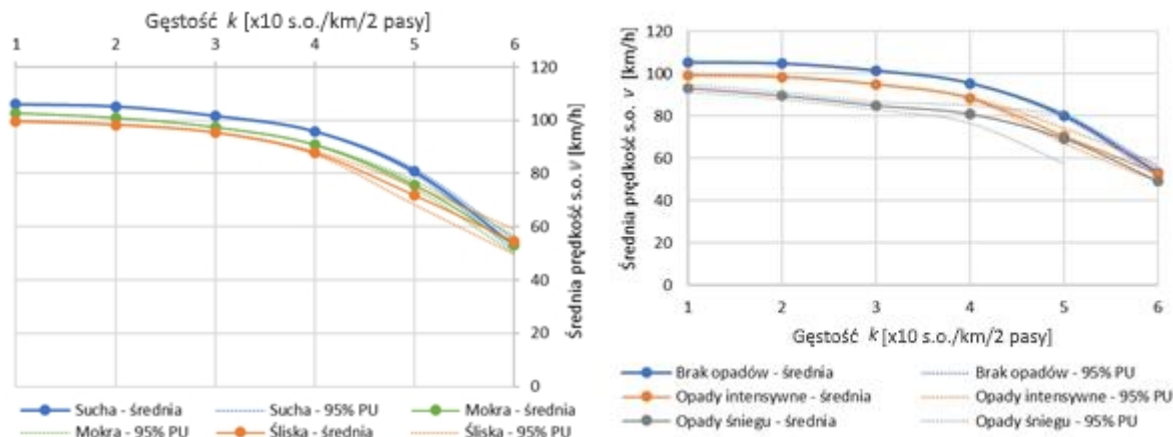 Gęstość k [x10 s.o./km/2 pasy]
1 2 3 4 5 6
120
100
80
60
40
20
0
Średnia prędkość s.o. v [km/h]
Sucha - średnia
Sucha - 95% PU
Mokra - średnia
Mokra - 95% PU
Śliska - średnia
Śliska - 95% PU
120
100
80
60
40
20
0
Średnia prędkość s.o. v [km/h]
1 2 3 4 5 6
Gęstość k [x10 s.o./km/2 pasy]
Brak opadów - średnia
Brak opadów - 95% PU
Opady intensywne - średnia
Opady intensywne - 95% PU
Opady śniegu - średnia
Opady śniegu - 95% PU